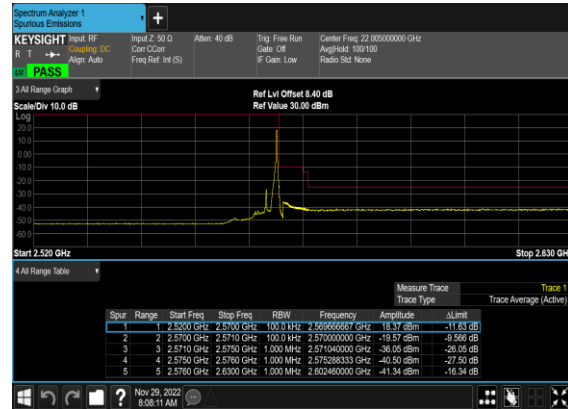 Spectrum Analyzer 1
Spurious Emissions
KEYSIGHT Input: RF Input Z: 50 Ω Atten: 40 dB Trig: Free Run Center Freq: 22.005000000 GHz
R T Coupling: DC Corr CCorr Gate: Off Avg|Hold: 100/100
Align: Auto Freq Ref: Int (S) IF Gain: Low Radio Std: None
PASS
3 All Range Graph
Ref Lvl Offset 8.40 dB
Scale/Div 10.0 dB Ref Value 30.00 dBm
Log
20.0
10.0
0.00
-10.0
-20.0
-30.0
-40.0
-50.0
-60.0
Start 2.520 GHz Stop 2.630 GH
4 All Range Table
Measure Trace Trace 1
Trace Type Trace Average (Active)
Spur Range Start Freq Stop Freq RBW Frequency Amplitude ΔLimit
1 1 2.5200 GHz 2.5700 GHz 100.0 kHz 2.569666667 GHz 18.37 dBm -11.63 dB
2 2 2.5700 GHz 2.5710 GHz 100.0 kHz 2.570000000 GHz -19.57 dBm -9.566 dB
3 3 2.5710 GHz 2.5750 GHz 1.000 MHz 2.571040000 GHz -36.05 dBm -26.05 dB
4 4 2.5750 GHz 2.5760 GHz 1.000 MHz 2.575288333 GHz -40.50 dBm -27.50 dB
5 5 2.5760 GHz 2.6300 GHz 1.000 MHz 2.602460000 GHz -41.34 dBm -16.34 dB
Nov 29, 2022
8:08:11 AM